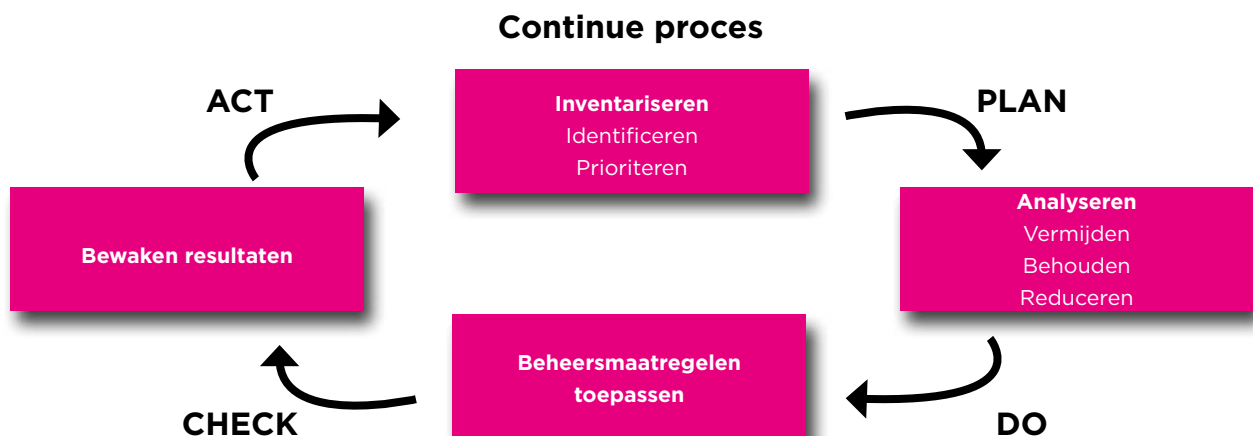 Continue proces
ACT
Inventariseren
Identificeren
Prioriteren
PLAN
Bewaken resultaten
Analyseren
Vermijden
Behouden
Reduceren
Beheersmaatregelen
toepassen
CHECK
DO